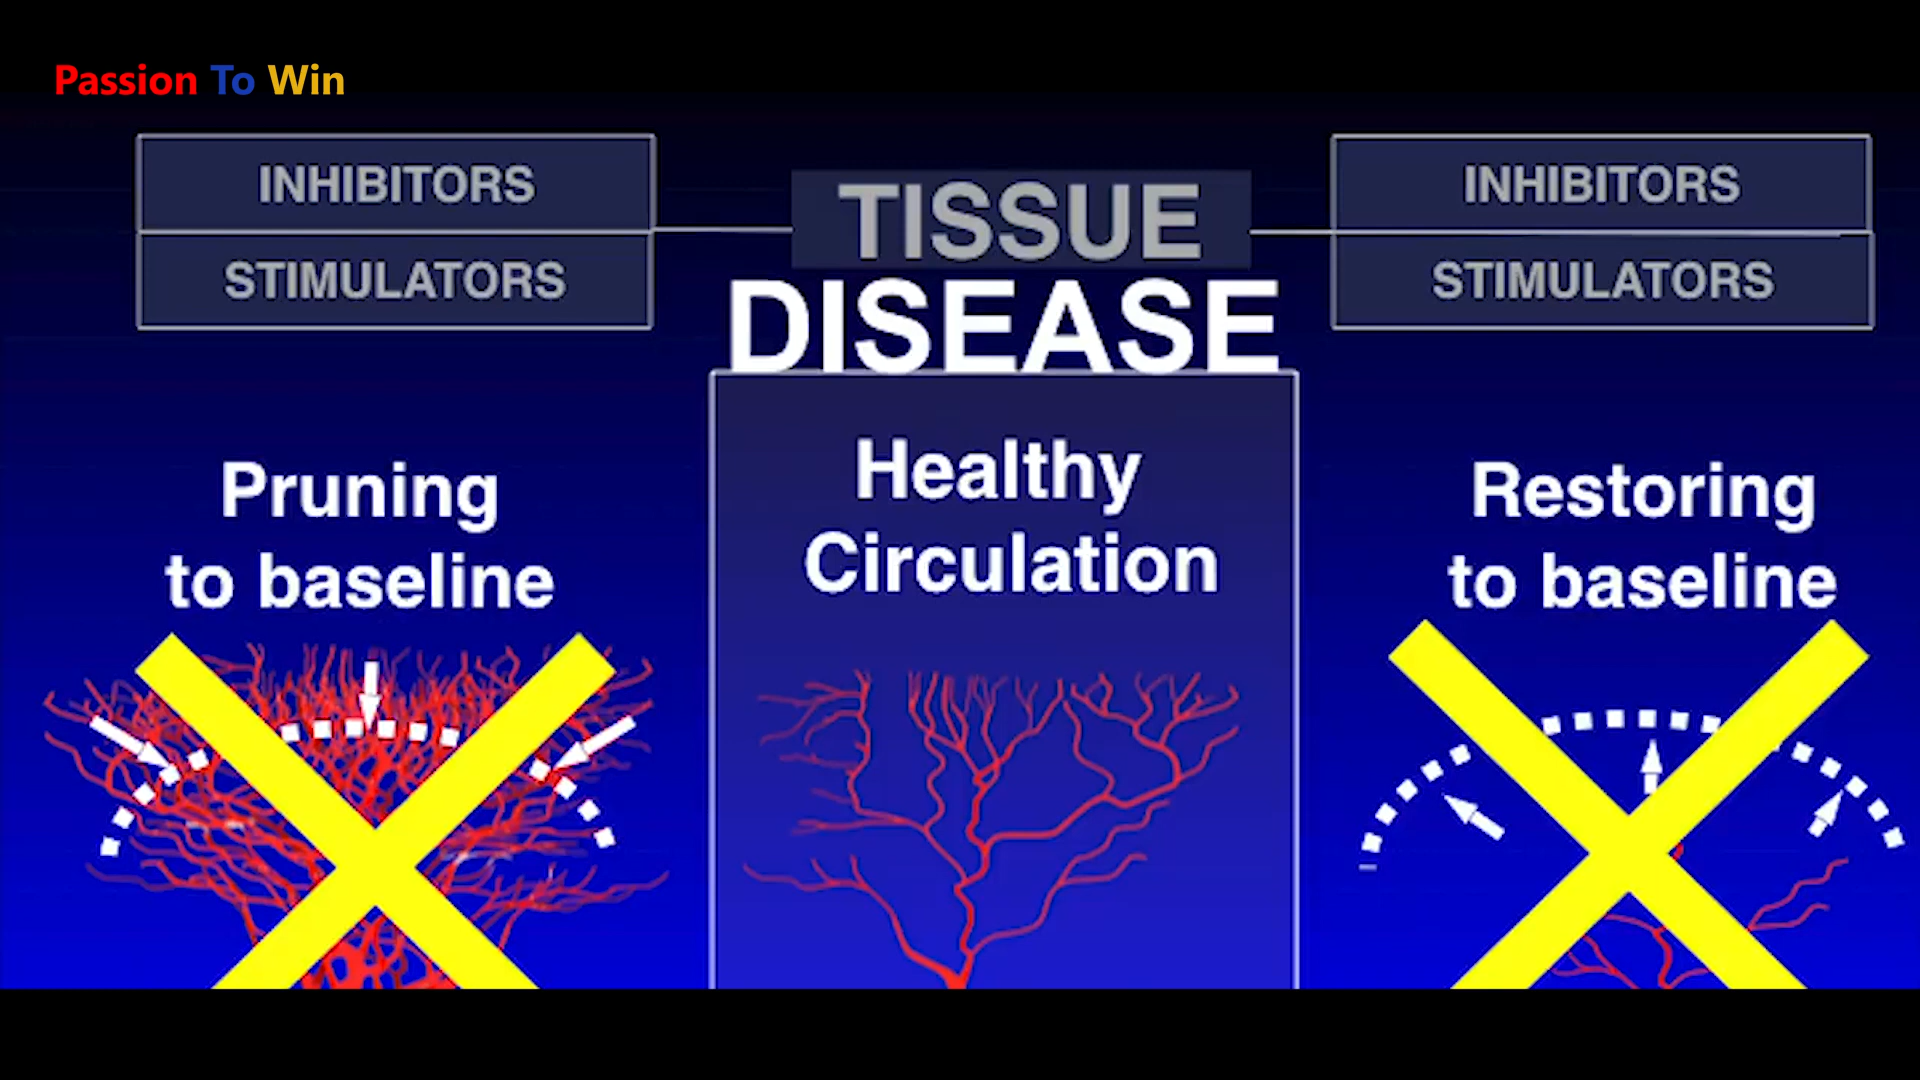 Passion To Win
INHIBITORS
STIMULATORS
TISSUE
DISEASE
INHIBITORS
STIMULATORS
Pruning
to baseline
Healthy
Circulation
Restoring
to baseline